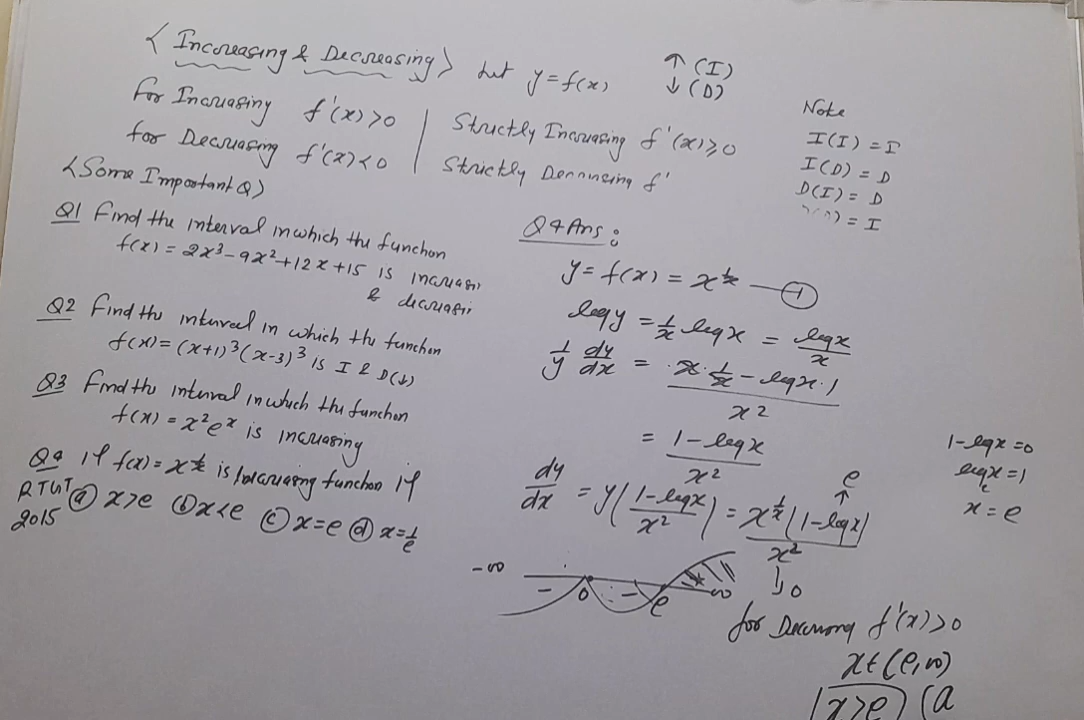 < Increasing & Decreasing > Let y = f(x) ↑ (I)
↓ (D)
for Increasing f'(x) > 0 | Strictly Increasing f'(x) ≥ 0
for Decreasing f'(x) < 0 | Strictly Decreasing f'
Note
I(I) = I
I(D) = D
D(I) = D
= I
<Some Important Q>
Q1 Find the interval in which the function
f(x) = 2x³ - 9x² + 12x + 15 is increasi
& decreasi
Q2 Find the interval in which the function
f(x) = (x+1)³(x-3)³ is I & D(↓)
Q3 Find the interval in which the function
f(x) = x²eˣ is increasing
Q4 If f(x) = x^1/x is decreasing function if
RTGT 2015 (a) x>e (b) x<e (c) x=e (d) x=1/e
Q4 Ans :
y = f(x) = x^1/x — (1)
log y = 1/x log x = log x / x
1/y dy/dx = x · 1/x - log x · 1 / x²
= 1 - log x / x²
dy/dx = y(1 - log x / x²) = x^1/x (1 - log x) / x²
e
↑
↓0
1 - log x = 0
log x = 1
x = e
-∞ - 0 - e ∞
for Decreasing f'(x) > 0
x ∈ (e, ∞)
x > e (a